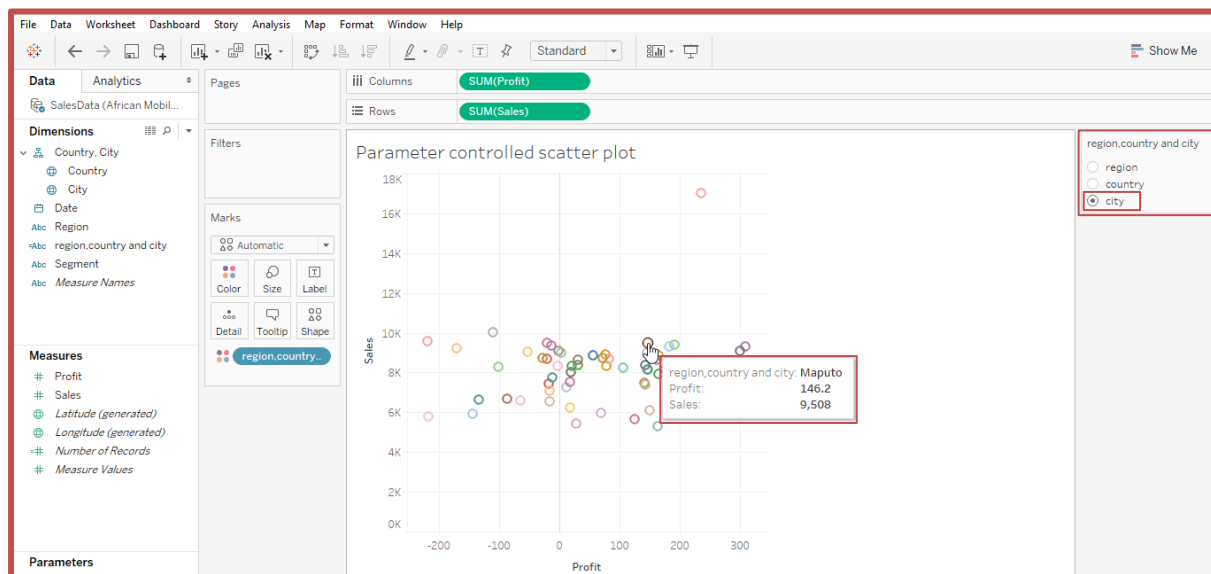 File Data Worksheet Dashboard Story Analysis Map Format Window Help
Standard
Show Me
Data Analytics
SalesData (African Mobil...
Dimensions
Country, City
Country
City
Date
Abc Region
=Abc region,country and city
Abc Segment
Abc Measure Names
Measures
# Profit
# Sales
Latitude (generated)
Longitude (generated)
=# Number of Records
# Measure Values
Parameters
Pages
Filters
Marks
Automatic
Color Size Label
Detail Tooltip Shape
region,country..
iii Columns SUM(Profit)
Rows SUM(Sales)
Parameter controlled scatter plot
18K
16K
14K
12K
10K
8K
6K
4K
2K
0K
Sales
-200 -100 0 100 200 300
Profit
region,country and city: Maputo
Profit: 146.2
Sales: 9,508
region,country and city
region
country
city